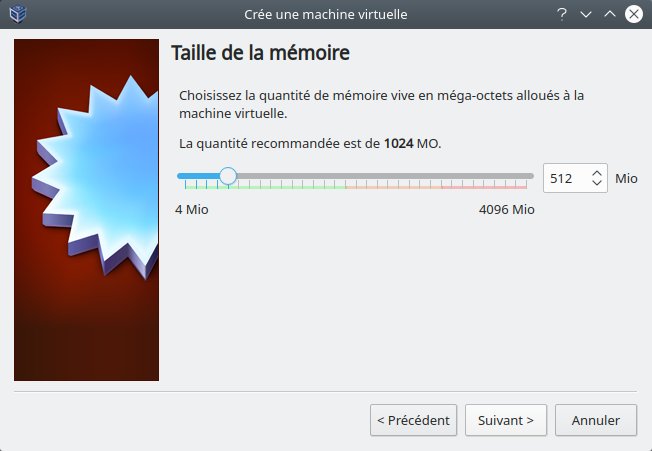 Crée une machine virtuelle
Taille de la mémoire
Choisissez la quantité de mémoire vive en méga-octets alloués à la
machine virtuelle.
La quantité recommandée est de 1024 MO.
512 Mio
4 Mio 4096 Mio
< Précédent Suivant > Annuler